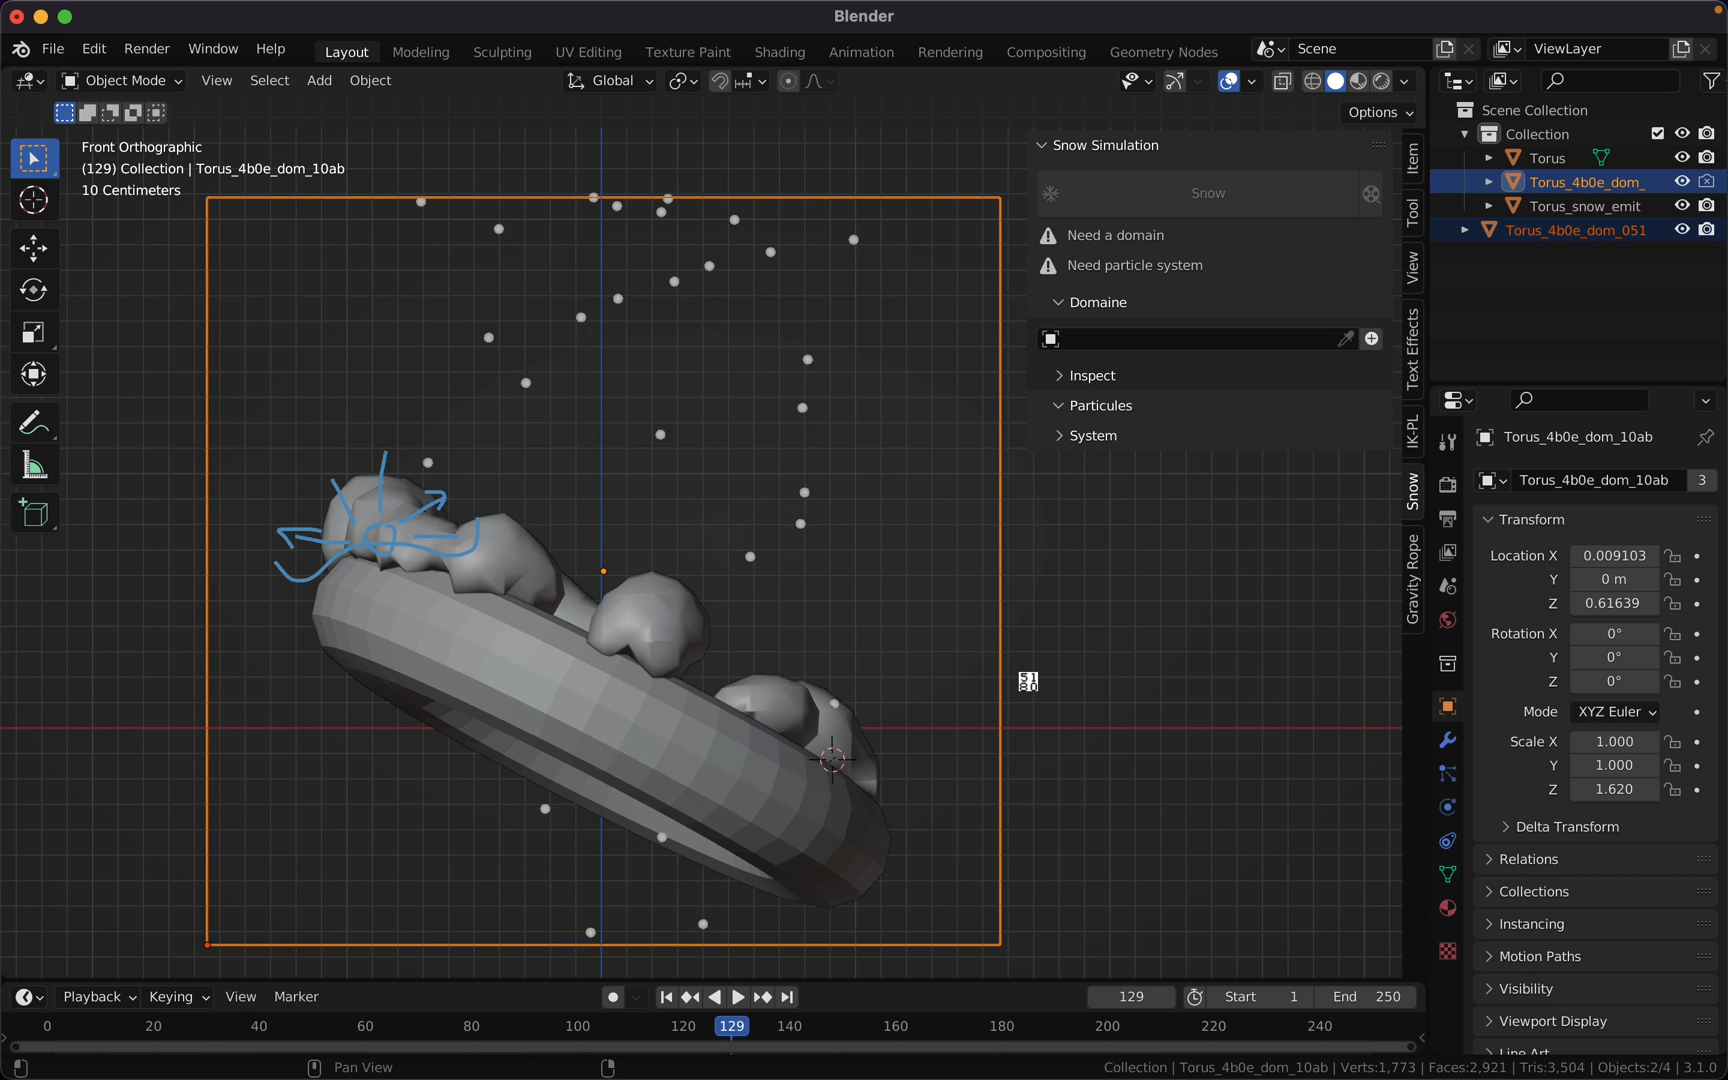 Blender
File Edit Render Window Help
Layout Modeling Sculpting UV Editing Texture Paint Shading Animation Rendering Compositing Geometry Nodes
Scene
ViewLayer
Object Mode View Select Add Object
Global
Options
Front Orthographic
(129) Collection | Torus_4b0e_dom_10ab
10 Centimeters
Snow Simulation
Snow
Need a domain
Need particle system
Domaine
Inspect
Particules
System
Item
Tool
View
Text Effects
IK-PL
Snow
Gravity Rope
51
80
Scene Collection
Collection
Torus
Torus_4b0e_dom_
Torus_snow_emit
Torus_4b0e_dom_051
Torus_4b0e_dom_10ab
Torus_4b0e_dom_10ab 3
Transform
Location X 0.009103
Y 0 m
Z 0.61639
Rotation X 0°
Y 0°
Z 0°
Mode XYZ Euler
Scale X 1.000
Y 1.000
Z 1.620
Delta Transform
Relations
Collections
Instancing
Motion Paths
Visibility
Viewport Display
Line Art
Playback Keying View Marker
129 Start 1 End 250
0 20 40 60 80 100 120 129 140 160 180 200 220 240
Pan View
Collection | Torus_4b0e_dom_10ab | Verts:1,773 | Faces:2,921 | Tris:3,504 | Objects:2/4 | 3.1.0